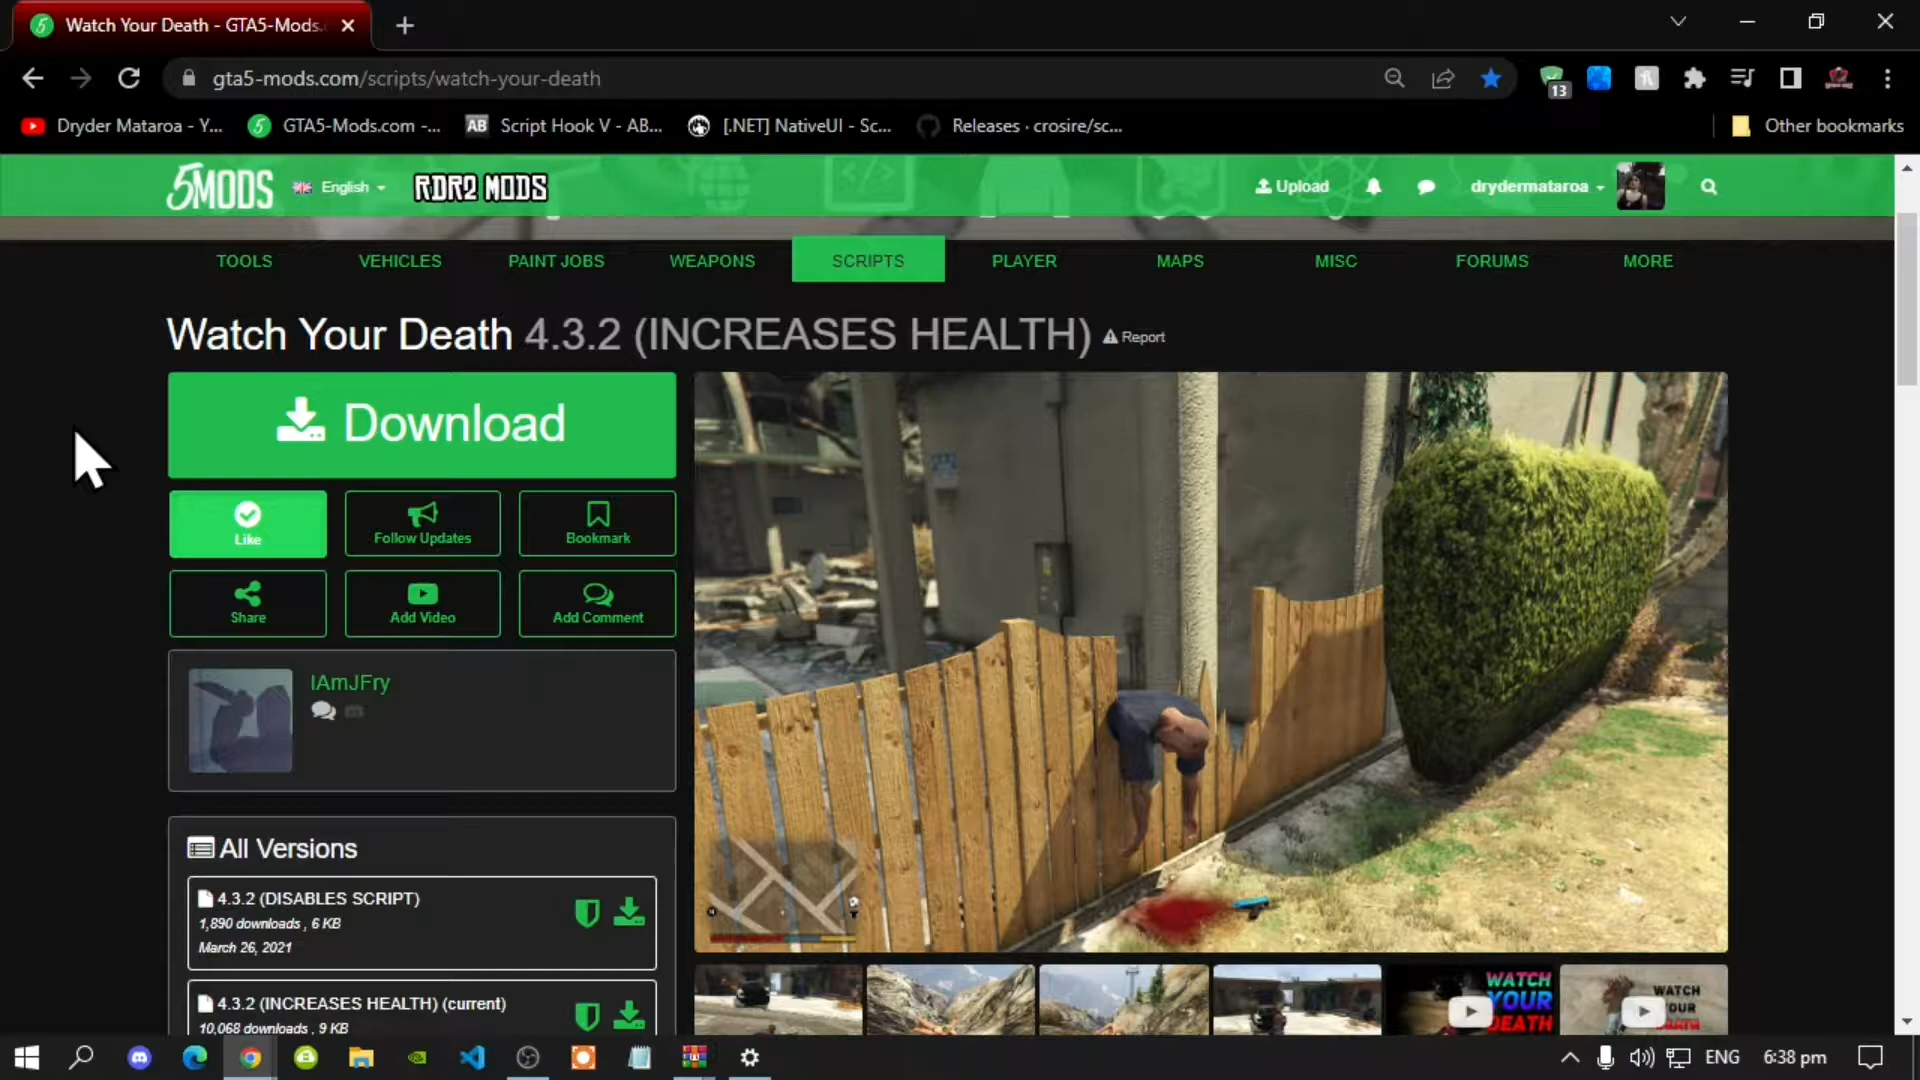 Watch Your Death - GTA5-Mods.
gta5-mods.com/scripts/watch-your-death
13
Dryder Mataroa - Y...
GTA5-Mods.com -...
AB
Script Hook V - AB...
[.NET] NativeUI - Sc...
Releases · crosire/sc...
Other bookmarks
5MODS
English
RDR2 MODS
Upload
drydermataroa
TOOLS
VEHICLES
PAINT JOBS
WEAPONS
SCRIPTS
PLAYER
MAPS
MISC
FORUMS
MORE
Watch Your Death 4.3.2 (INCREASES HEALTH)
Report
Download
Like
Follow Updates
Bookmark
Share
Add Video
Add Comment
IAmJFry
All Versions
4.3.2 (DISABLES SCRIPT)
1,890 downloads , 6 KB
March 26, 2021
4.3.2 (INCREASES HEALTH) (current)
10,068 downloads , 9 KB
WATCH
YOUR
DEATH
WATCH
YOUR
DEATH
ENG
6:38 pm